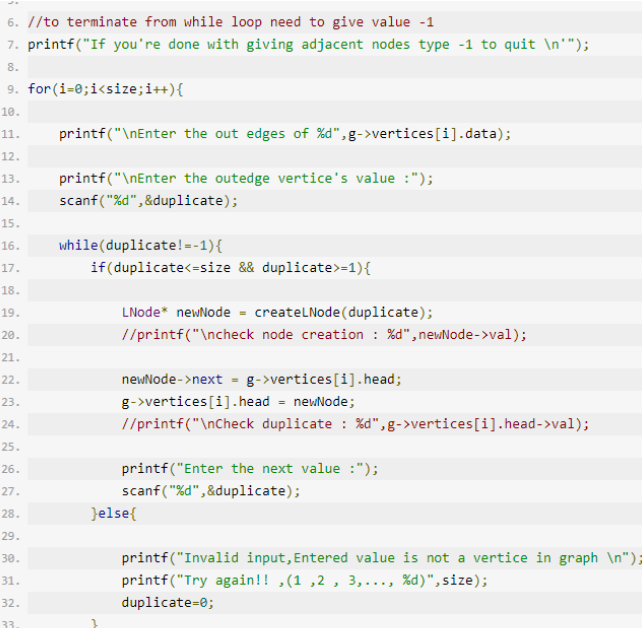 6. //to terminate from while loop need to give value -1
7. printf("If you're done with giving adjacent nodes type -1 to quit \n'");
8.
9. for(i=0;i<size;i++){
10.
11. printf("\nEnter the out edges of %d",g->vertices[i].data);
12.
13. printf("\nEnter the outedge vertice's value :");
14. scanf("%d",&duplicate);
15.
16. while(duplicate!=-1){
17. if(duplicate<=size && duplicate>=1){
18.
19. LNode* newNode = createLNode(duplicate);
20. //printf("\ncheck node creation : %d",newNode->val);
21.
22. newNode->next = g->vertices[i].head;
23. g->vertices[i].head = newNode;
24. //printf("\nCheck duplicate : %d",g->vertices[i].head->val);
25.
26. printf("Enter the next value :");
27. scanf("%d",&duplicate);
28. }else{
29.
30. printf("Invalid input,Entered value is not a vertice in graph \n");
31. printf("Try again!! ,(1 ,2 , 3,..., %d)",size);
32. duplicate=0;
33. }